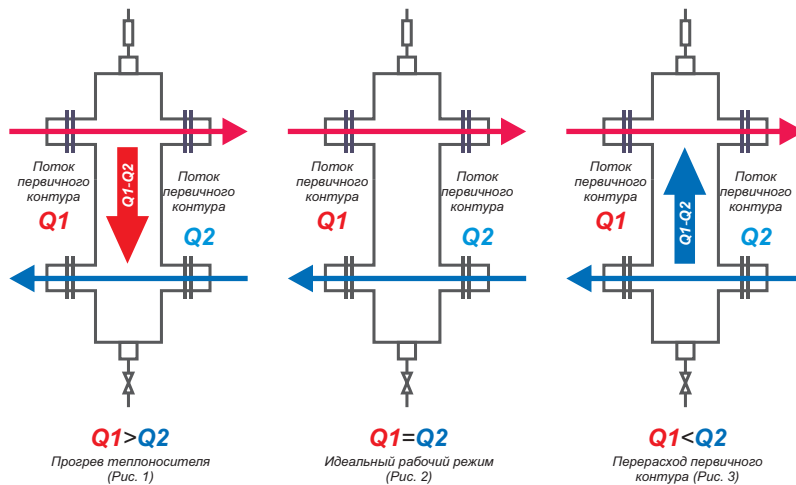 Поток
первичного
контура
Q1
Q1-Q2
Поток
первичного
контура
Q2
Q1>Q2
Прогрев теплоносителя
(Рис. 1)
Поток
первичного
контура
Q1
Поток
первичного
контура
Q2
Q1=Q2
Идеальный рабочий режим
(Рис. 2)
Поток
первичного
контура
Q1
Q1-Q2
Поток
первичного
контура
Q2
Q1<Q2
Перерасход первичного
контура (Рис. 3)